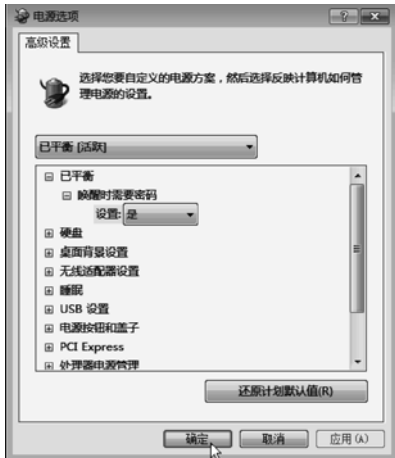 电源选项
高级设置
选择您要自定义的电源方案，然后选择反映计算机如何管
理电源的设置。
已平衡 [活跃]
已平衡
唤醒时需要密码
设置: 是
硬盘
桌面背景设置
无线适配器设置
睡眠
USB 设置
电源按钮和盖子
PCI Express
处理器电源管理
还原计划默认值(R)
确定
取消
应用(A)